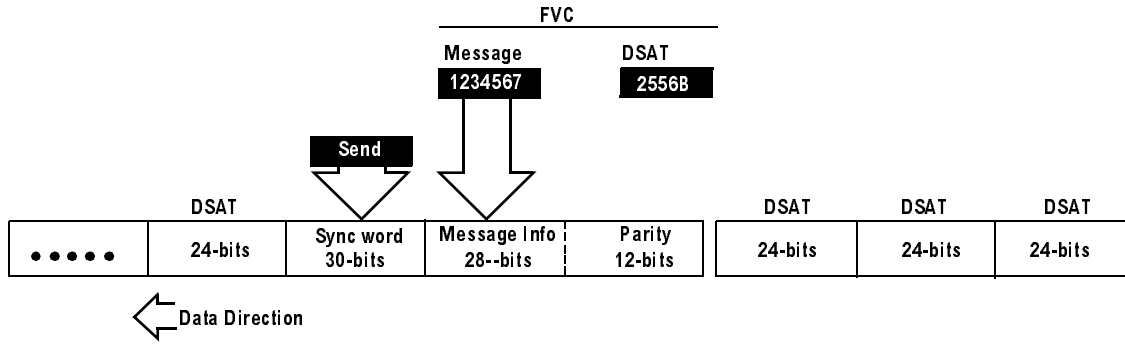 FVC
Message DSAT
1234567 2556B
Send
DSAT DSAT DSAT DSAT
24-bits Sync word 30-bits Message Info 28--bits Parity 12-bits 24-bits 24-bits 24-bits
Data Direction